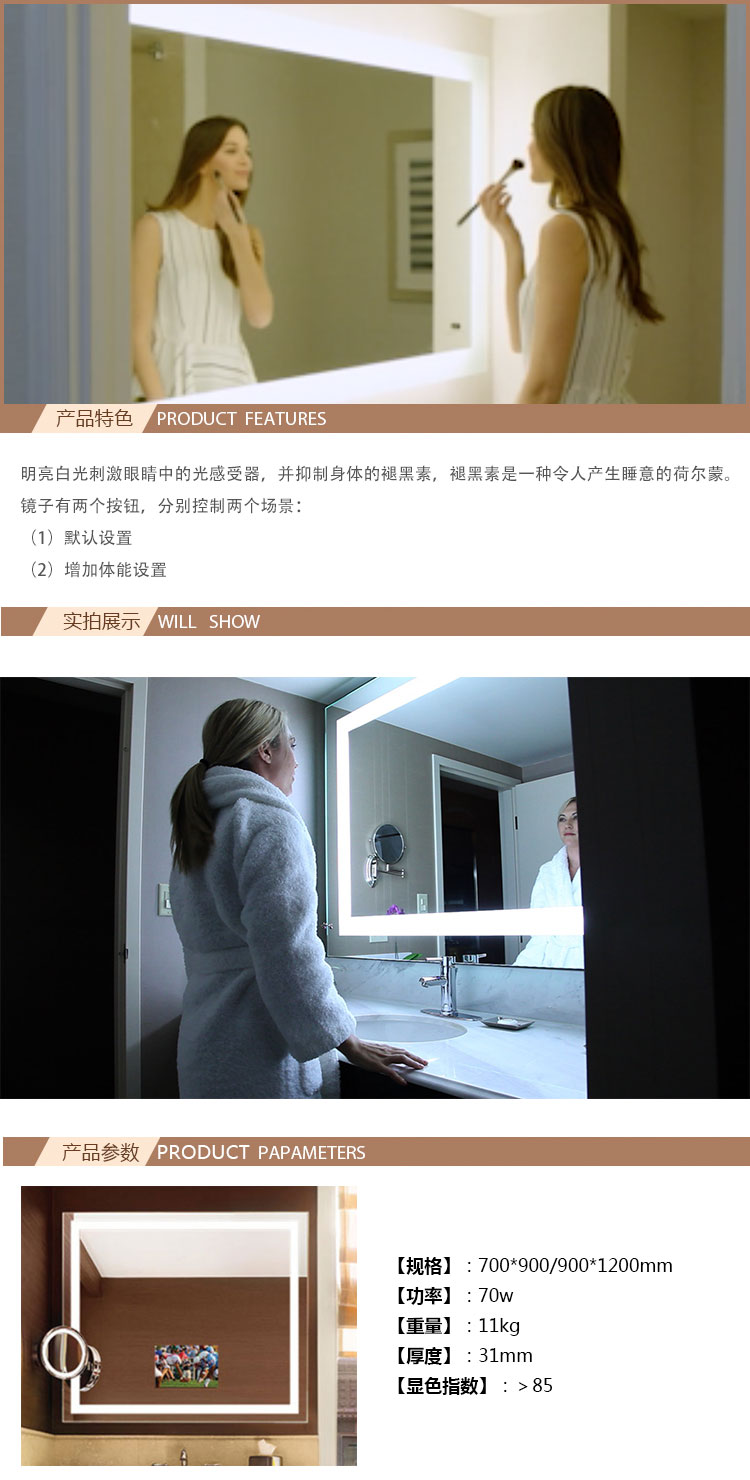 产品特色 PRODUCT FEATURES
明亮白光刺激眼睛中的光感受器，并抑制身体的褪黑素，褪黑素是一种令人产生睡意的荷尔蒙。
镜子有两个按钮，分别控制两个场景：
（1）默认设置
（2）增加体能设置
实拍展示 WILL SHOW
产品参数 PRODUCT PAPAMETERS
【规格】：700*900/900*1200mm
【功率】：70w
【重量】：11kg
【厚度】：31mm
【显色指数】：＞85